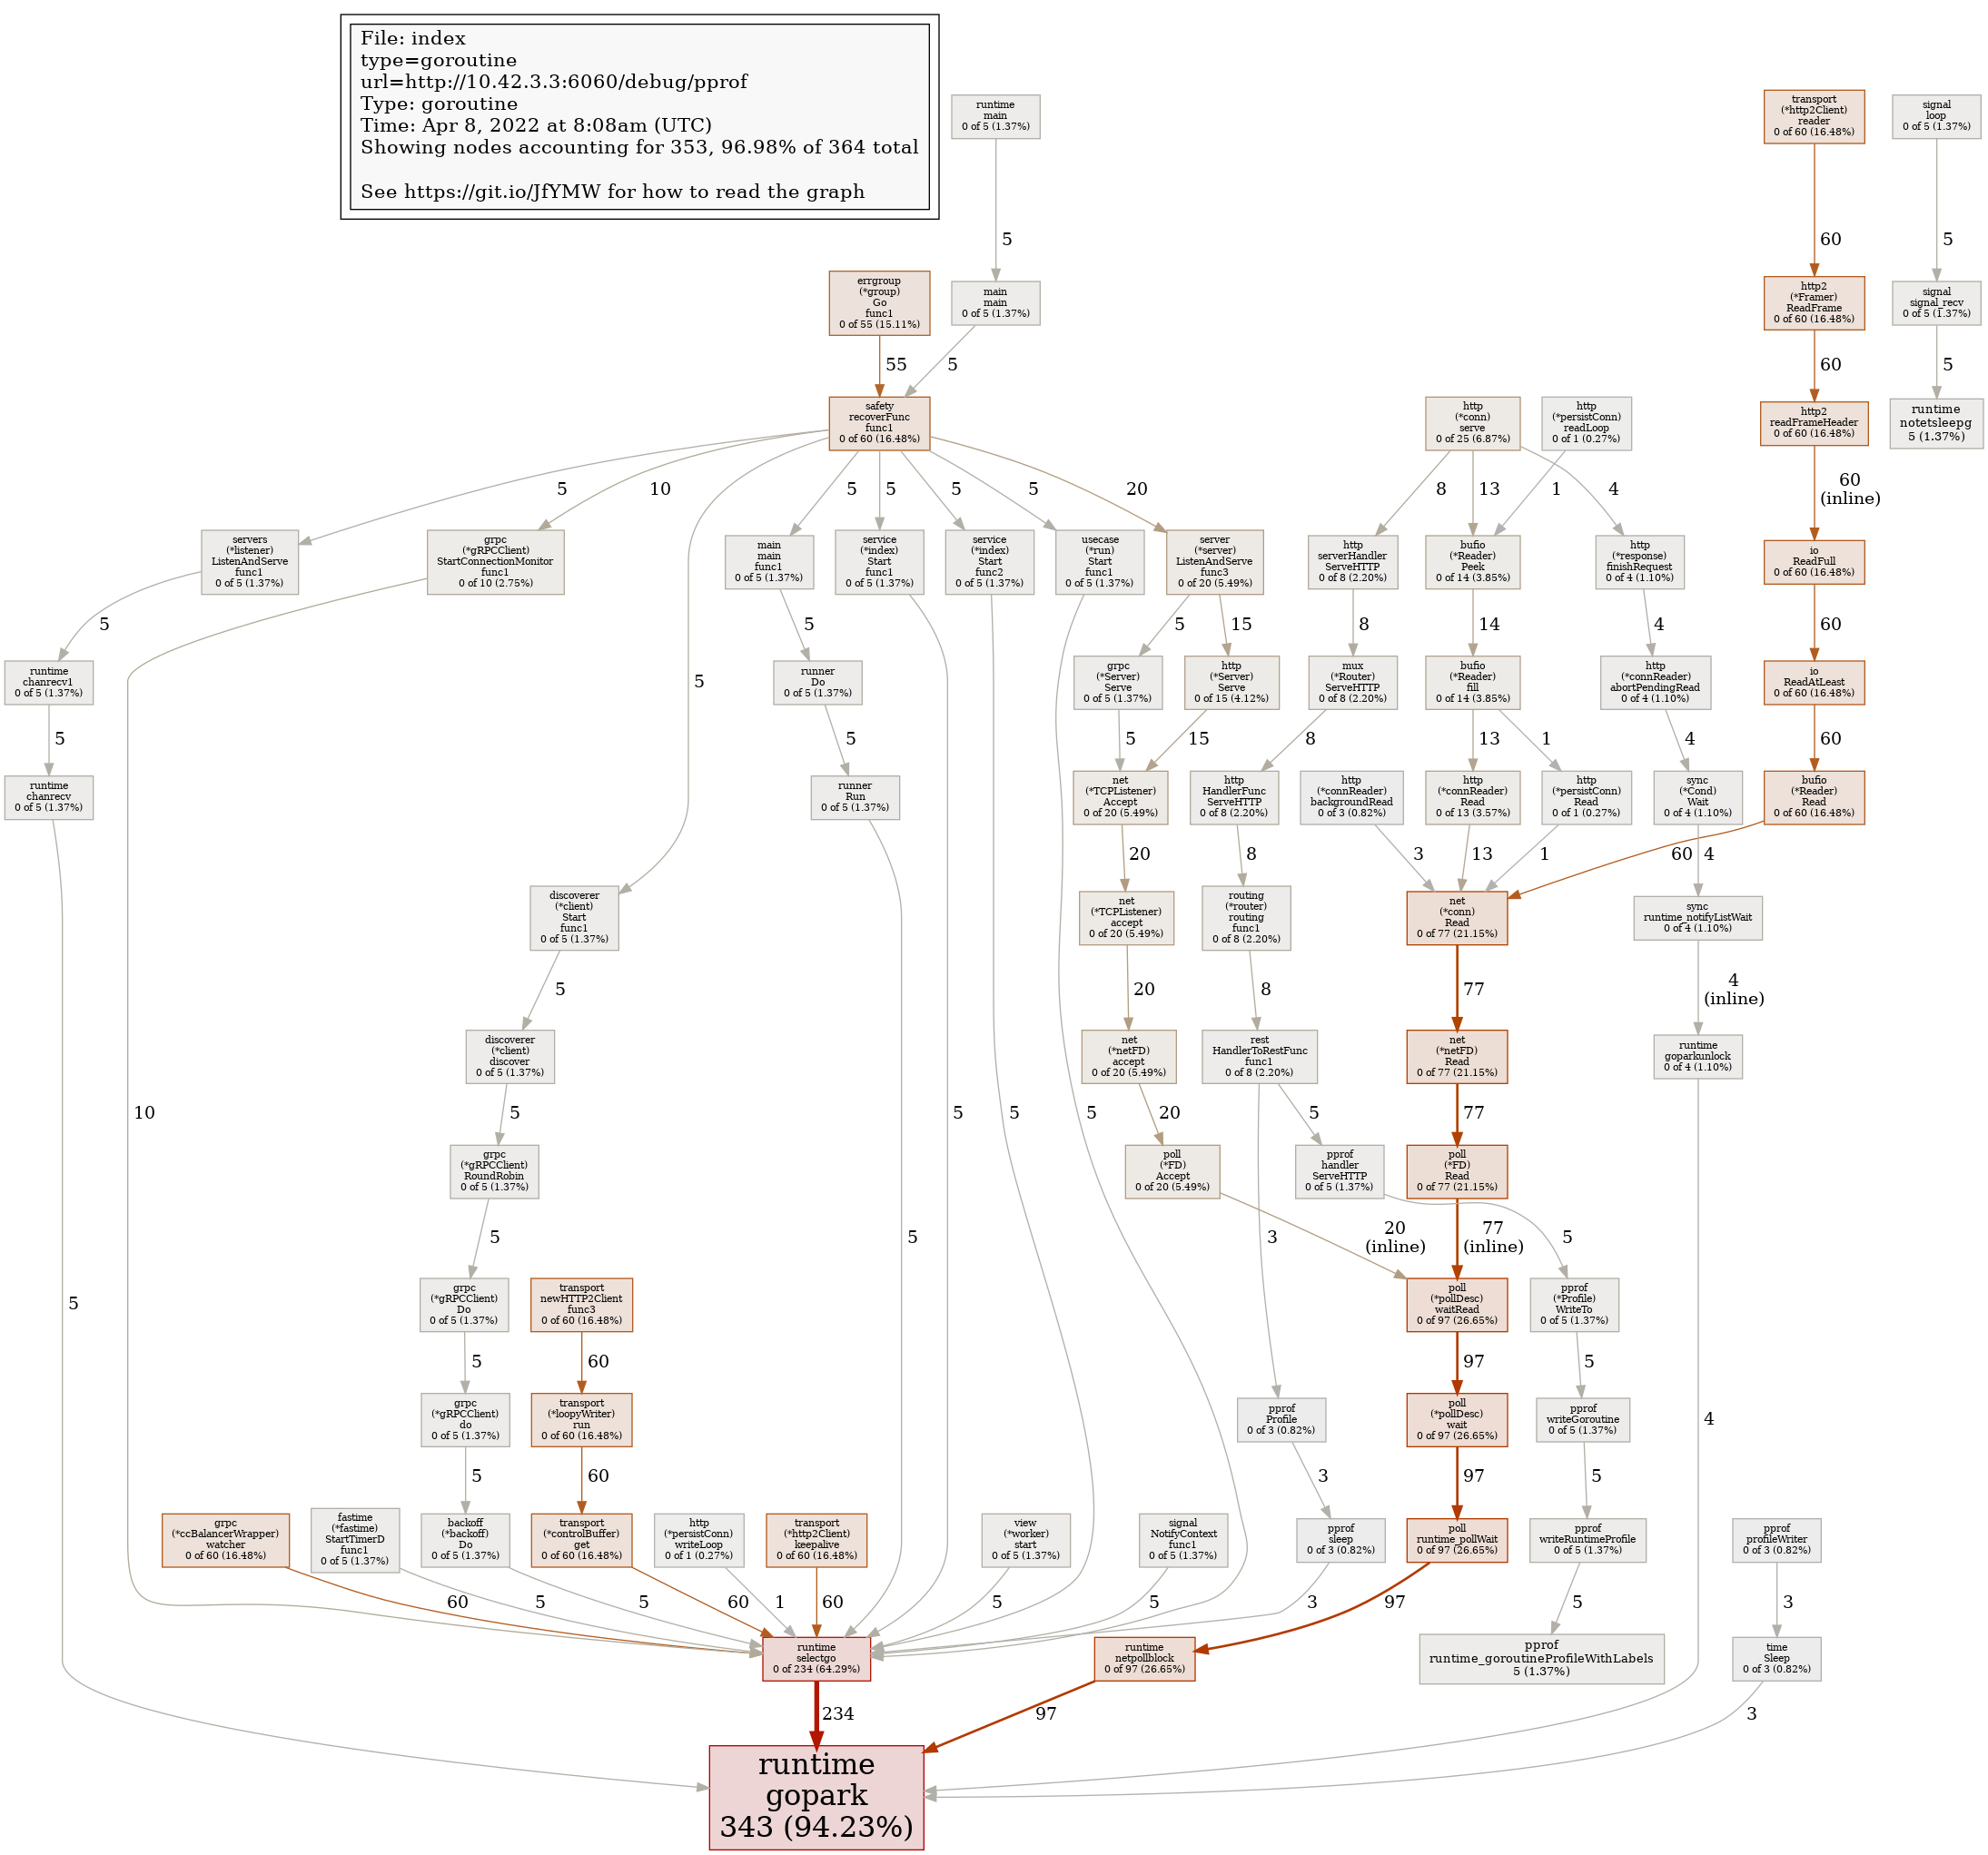 File: index
type=goroutine
url=http://10.42.3.3:6060/debug/pprof
Type: goroutine
Time: Apr 8, 2022 at 8:08am (UTC)
Showing nodes accounting for 353, 96.98% of 364 total
See https://git.io/JfYMW for how to read the graph
runtime
main
0 of 5 (1.37%)
transport
(*http2Client)
reader
0 of 60 (16.48%)
signal
loop
0 of 5 (1.37%)
5
60
5
errgroup
(*group)
Go
func1
0 of 55 (15.11%)
main
main
0 of 5 (1.37%)
http2
(*Framer)
ReadFrame
0 of 60 (16.48%)
signal
signal_recv
0 of 5 (1.37%)
55
5
60
5
safety
recoverFunc
func1
0 of 60 (16.48%)
http
(*conn)
serve
0 of 25 (6.87%)
http
(*persistConn)
readLoop
0 of 1 (0.27%)
http2
readFrameHeader
0 of 60 (16.48%)
runtime
notetsleepg
5 (1.37%)
5
10
5
5
5
5
20
8
13
1
4
60
(inline)
servers
(*listener)
ListenAndServe
func1
0 of 5 (1.37%)
grpc
(*gRPCClient)
StartConnectionMonitor
func1
0 of 10 (2.75%)
main
main
func1
0 of 5 (1.37%)
service
(*index)
Start
func1
0 of 5 (1.37%)
service
(*index)
Start
func2
0 of 5 (1.37%)
usecase
(*run)
Start
func1
0 of 5 (1.37%)
server
(*server)
ListenAndServe
func3
0 of 20 (5.49%)
http
serverHandler
ServeHTTP
0 of 8 (2.20%)
bufio
(*Reader)
Peek
0 of 14 (3.85%)
http
(*response)
finishRequest
0 of 4 (1.10%)
io
ReadFull
0 of 60 (16.48%)
5
5
5
15
8
14
4
60
runtime
chanrecv1
0 of 5 (1.37%)
5
runner
Do
0 of 5 (1.37%)
grpc
(*Server)
Serve
0 of 5 (1.37%)
http
(*Server)
Serve
0 of 15 (4.12%)
mux
(*Router)
ServeHTTP
0 of 8 (2.20%)
bufio
(*Reader)
fill
0 of 14 (3.85%)
http
(*connReader)
abortPendingRead
0 of 4 (1.10%)
io
ReadAtLeast
0 of 60 (16.48%)
5
5
5
15
8
13
1
4
60
runtime
chanrecv
0 of 5 (1.37%)
runner
Run
0 of 5 (1.37%)
net
(*TCPListener)
Accept
0 of 20 (5.49%)
http
HandlerFunc
ServeHTTP
0 of 8 (2.20%)
http
(*connReader)
backgroundRead
0 of 3 (0.82%)
http
(*connReader)
Read
0 of 13 (3.57%)
http
(*persistConn)
Read
0 of 1 (0.27%)
sync
(*Cond)
Wait
0 of 4 (1.10%)
bufio
(*Reader)
Read
0 of 60 (16.48%)
20
8
3
13
1
60
4
discoverer
(*client)
Start
func1
0 of 5 (1.37%)
net
(*TCPListener)
accept
0 of 20 (5.49%)
routing
(*router)
routing
func1
0 of 8 (2.20%)
net
(*conn)
Read
0 of 77 (21.15%)
sync
runtime_notifyListWait
0 of 4 (1.10%)
5
20
8
77
4
(inline)
discoverer
(*client)
discover
0 of 5 (1.37%)
net
(*netFD)
accept
0 of 20 (5.49%)
rest
HandlerToRestFunc
func1
0 of 8 (2.20%)
net
(*netFD)
Read
0 of 77 (21.15%)
runtime
goparkunlock
0 of 4 (1.10%)
10
5
5
5
5
20
5
77
grpc
(*gRPCClient)
RoundRobin
0 of 5 (1.37%)
poll
(*FD)
Accept
0 of 20 (5.49%)
pprof
handler
ServeHTTP
0 of 5 (1.37%)
poll
(*FD)
Read
0 of 77 (21.15%)
5
5
3
20
(inline)
77
(inline)
5
grpc
(*gRPCClient)
Do
0 of 5 (1.37%)
transport
newHTTP2Client
func3
0 of 60 (16.48%)
poll
(*pollDesc)
waitRead
0 of 97 (26.65%)
pprof
(*Profile)
WriteTo
0 of 5 (1.37%)
5
5
60
97
5
grpc
(*gRPCClient)
do
0 of 5 (1.37%)
transport
(*loopyWriter)
run
0 of 60 (16.48%)
pprof
Profile
0 of 3 (0.82%)
poll
(*pollDesc)
wait
0 of 97 (26.65%)
pprof
writeGoroutine
0 of 5 (1.37%)
4
5
60
3
97
5
grpc
(*ccBalancerWrapper)
watcher
0 of 60 (16.48%)
fastime
(*fastime)
StartTimerD
func1
0 of 5 (1.37%)
backoff
(*backoff)
Do
0 of 5 (1.37%)
transport
(*controlBuffer)
get
0 of 60 (16.48%)
http
(*persistConn)
writeLoop
0 of 1 (0.27%)
transport
(*http2Client)
keepalive
0 of 60 (16.48%)
view
(*worker)
start
0 of 5 (1.37%)
signal
NotifyContext
func1
0 of 5 (1.37%)
pprof
sleep
0 of 3 (0.82%)
poll
runtime_pollWait
0 of 97 (26.65%)
pprof
writeRuntimeProfile
0 of 5 (1.37%)
pprof
profileWriter
0 of 3 (0.82%)
60
5
5
60
1
60
5
5
3
97
5
3
runtime
selectgo
0 of 234 (64.29%)
runtime
netpollblock
0 of 97 (26.65%)
pprof
runtime_goroutineProfileWithLabels
5 (1.37%)
time
Sleep
0 of 3 (0.82%)
234
97
3
runtime
gopark
343 (94.23%)